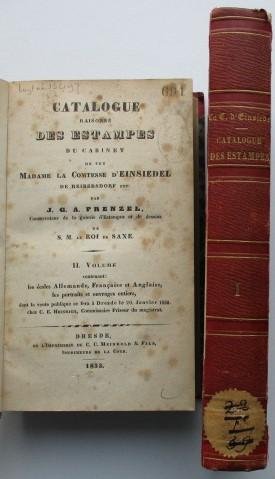 CATALOGUE
RAISONNÉ
DES ESTAMPES
DU CABINET
DE FEU
MADAME LA COMTESSE D'EINSIEDEL
DE REIBERSDORF
PAR
J. G. A. FRENZEL,
Conservateur de la galerie d'Estampes et de dessins
DE
S. M. LE ROI DE SAXE.
II. VOLUME
contenant:
les écoles Allemande, Française et Anglaise,
les portraits et ouvrages entiers,
dont la vente publique se fera à Dresde le 20. Janvier
chez C. E. HEINRICH, Commissaire Priseur du magistrat.
DRESDE,
DE L'IMPRIMERIE DE C. C. MEINHOLD & FILS,
IMPRIMEURS DE LA COUR.
1833.
La C. d'Einsiedel
CATALOGUE
DES ESTAMPES
I